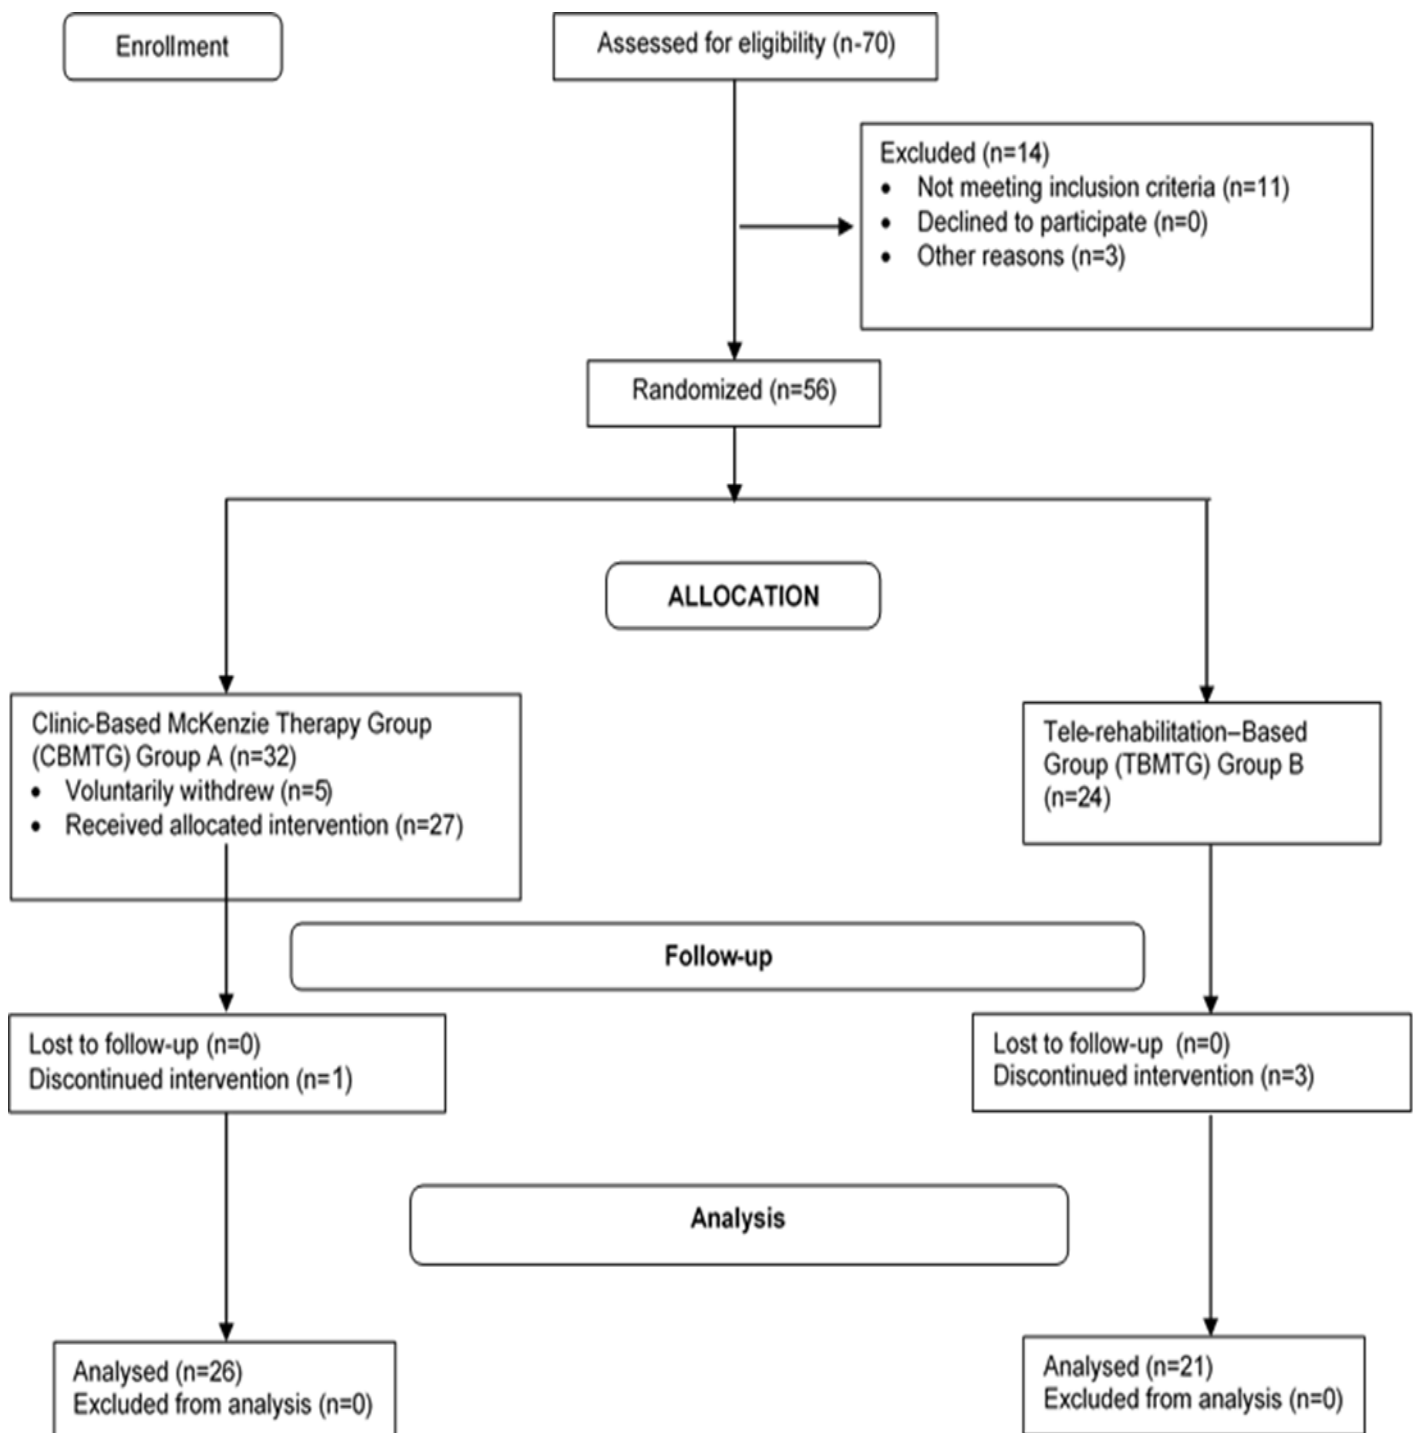 Enrollment
Assessed for eligibility (n-70)
Excluded (n=14)
• Not meeting inclusion criteria (n=11)
• Declined to participate (n=0)
• Other reasons (n=3)
Randomized (n=56)
ALLOCATION
Clinic-Based McKenzie Therapy Group
(CBMTG) Group A (n=32)
• Voluntarily withdrew (n=5)
• Received allocated intervention (n=27)
Tele-rehabilitation–Based
Group (TBMTG) Group B
(n=24)
Follow-up
Lost to follow-up (n=0)
Discontinued intervention (n=1)
Lost to follow-up (n=0)
Discontinued intervention (n=3)
Analysis
Analysed (n=26)
Excluded from analysis (n=0)
Analysed (n=21)
Excluded from analysis (n=0)